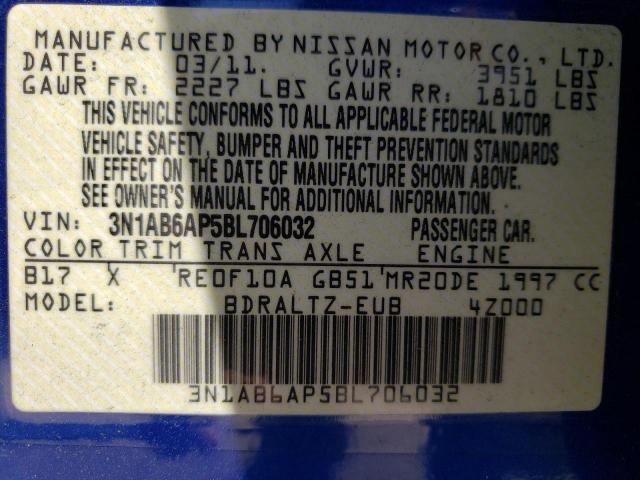 MANUFACTURED BY NISSAN MOTOR CO., LTD.
DATE: 03/11. GVWR: 3951 LBS
GAWR FR: 2227 LBS GAWR RR: 1810 LBS
THIS VEHICLE CONFORMS TO ALL APPLICABLE FEDERAL MOTOR
VEHICLE SAFETY, BUMPER AND THEFT PREVENTION STANDARDS
IN EFFECT ON THE DATE OF MANUFACTURE SHOWN ABOVE.
SEE OWNER'S MANUAL FOR ADDITIONAL INFORMATION.
VIN: 3N1AB6AP5BL706032 PASSENGER CAR.
COLOR TRIM TRANS AXLE ENGINE
B17 X 'RE0F10A GB51'MR20DE 1997 CC
MODEL: BDRALTZ-EUB 4Z000
3N1AB6AP5BL706032